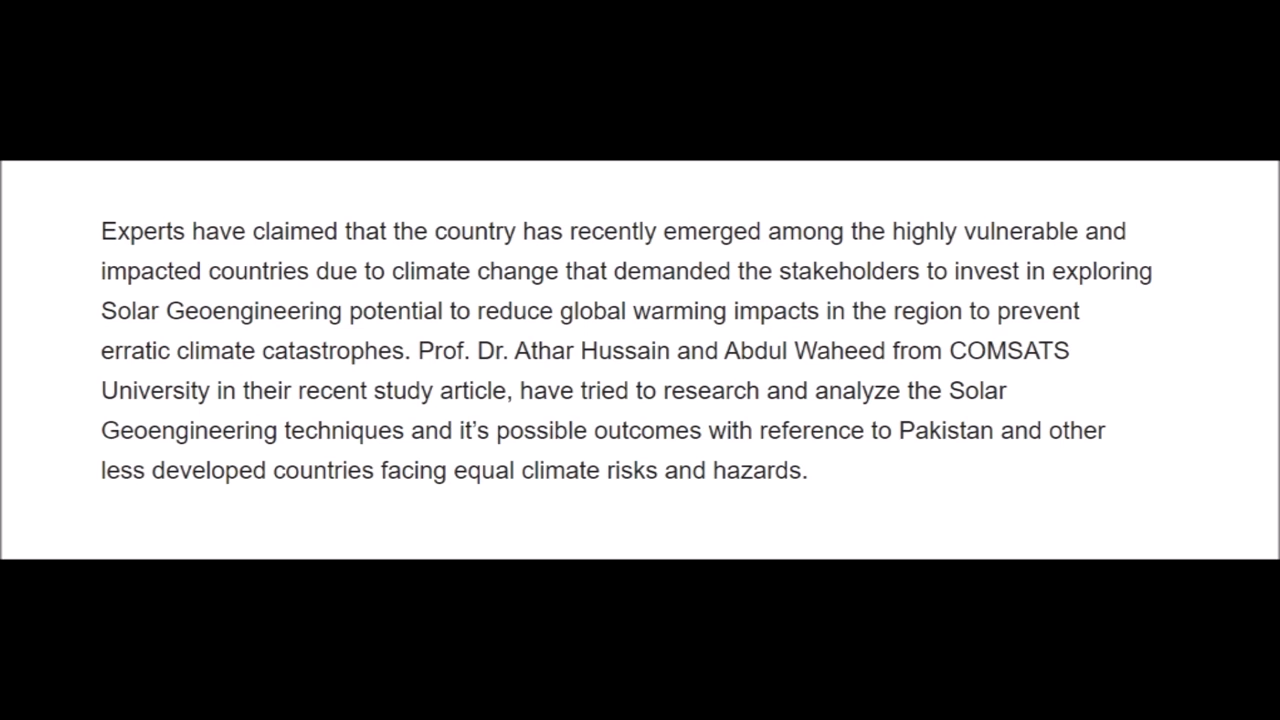 Experts have claimed that the country has recently emerged among the highly vulnerable and
impacted countries due to climate change that demanded the stakeholders to invest in exploring
Solar Geoengineering potential to reduce global warming impacts in the region to prevent
erratic climate catastrophes. Prof. Dr. Athar Hussain and Abdul Waheed from COMSATS
University in their recent study article, have tried to research and analyze the Solar
Geoengineering techniques and it’s possible outcomes with reference to Pakistan and other
less developed countries facing equal climate risks and hazards.